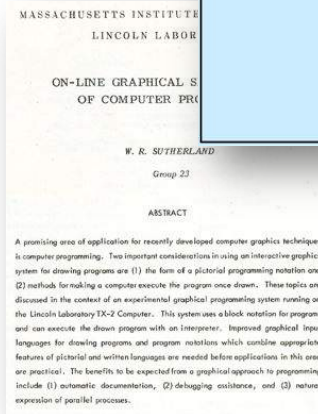 MASSACHUSETTS INSTITUTE
LINCOLN LABOR
ON-LINE GRAPHICAL S
OF COMPUTER PRO
W. R. SUTHERLAND
Group 23
ABSTRACT
A promising area of application for recently developed computer graphics technique
is computer programming. Two important considerations in using an interactive graphic
system for drawing programs are (1) the form of a pictorial programming notation and
(2) methods for making a computer execute the program once drawn. These topics are
discussed in the context of an experimental graphical programming system running on
the Lincoln Laboratory TX-2 Computer. This system uses a block notation for program
and can execute the drawn program with an interpreter. Improved graphical input
languages for drawing programs and program notations which combine appropriate
features of pictorial and written languages are needed before applications in this area
are practical. The benefits to be expected from a graphical approach to programming
include (1) automatic documentation, (2) debugging assistance, and (3) natural
expression of parallel processes.